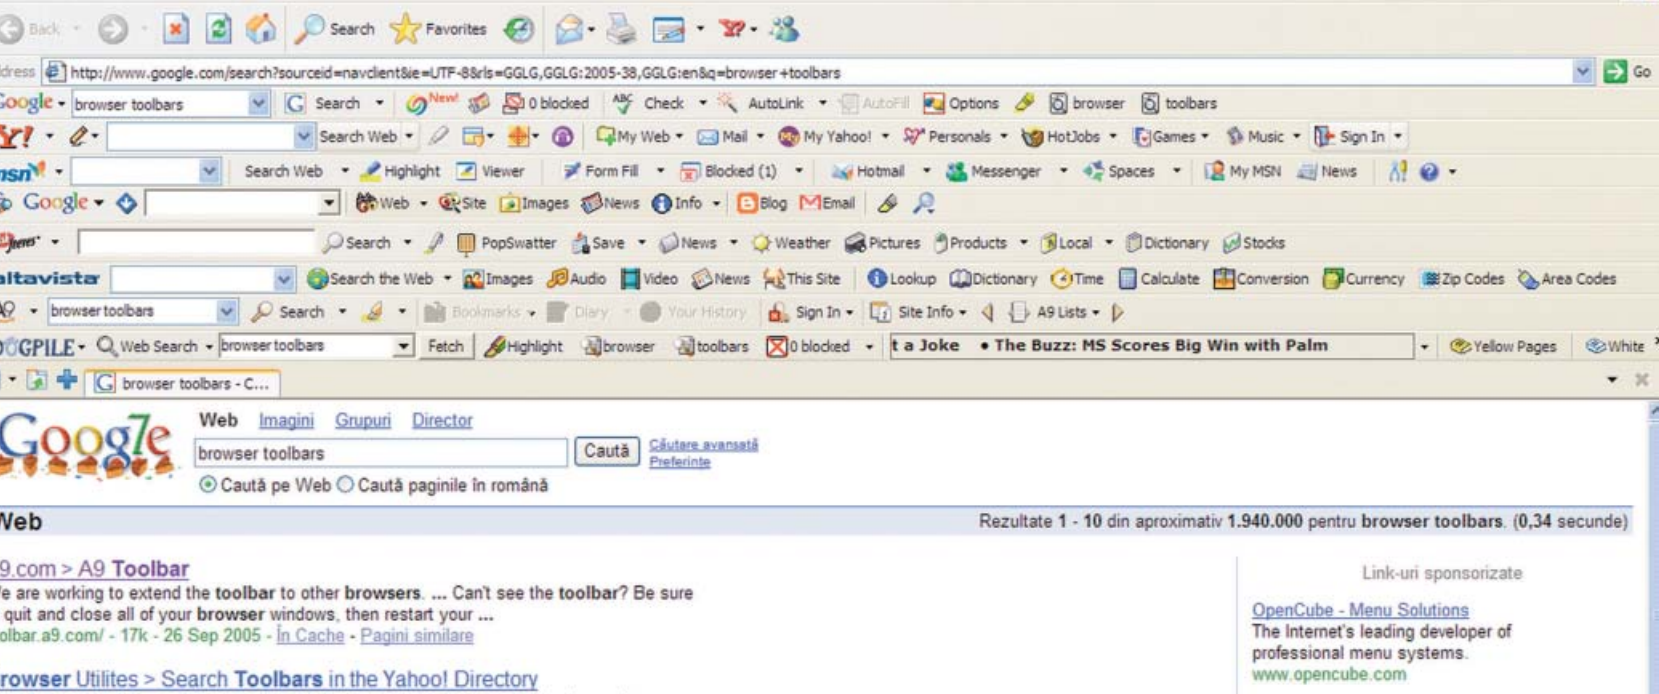 Back Search Favorites
dress http://www.google.com/search?sourceid=navclient&ie=UTF-8&rls=GGLG,GGLG:2005-38,GGLG:en&q=browser+toolbars Go
Google browser toolbars G Search New! 0 blocked ABC Check AutoLink AutoFill Options browser toolbars
Y! Search Web My Web Mail My Yahoo! Personals HotJobs Games Music Sign In
msn Search Web Highlight Viewer Form Fill Blocked (1) Hotmail Messenger Spaces My MSN News
Google Web Site Images News Info Blog Email
Search PopSwatter Save News Weather Pictures Products Local Dictionary Stocks
altavista Search the Web Images Audio Video News This Site Lookup Dictionary Time Calculate Conversion Currency Zip Codes Area Codes
A9 browser toolbars Search Bookmarks Diary Your History Sign In Site Info A9 Lists
DOGPILE Web Search browser toolbars Fetch Highlight browser toolbars 0 blocked t a Joke • The Buzz: MS Scores Big Win with Palm Yellow Pages White
G browser toolbars - C...
Goog7e
Web Imagini Grupuri Director
browser toolbars Caută Căutare avansată
Preferințe
Caută pe Web Caută paginile în română
Web Rezultate 1 - 10 din aproximativ 1.940.000 pentru browser toolbars. (0,34 secunde)
9.com > A9 Toolbar
e are working to extend the toolbar to other browsers. ... Can't see the toolbar? Be sure
quit and close all of your browser windows, then restart your ...
olbar.a9.com/ - 17k - 26 Sep 2005 - În Cache - Pagini similare
rowser Utilites > Search Toolbars in the Yahoo! Directory
Link-uri sponsorizate
OpenCube - Menu Solutions
The Internet's leading developer of
professional menu systems.
www.opencube.com